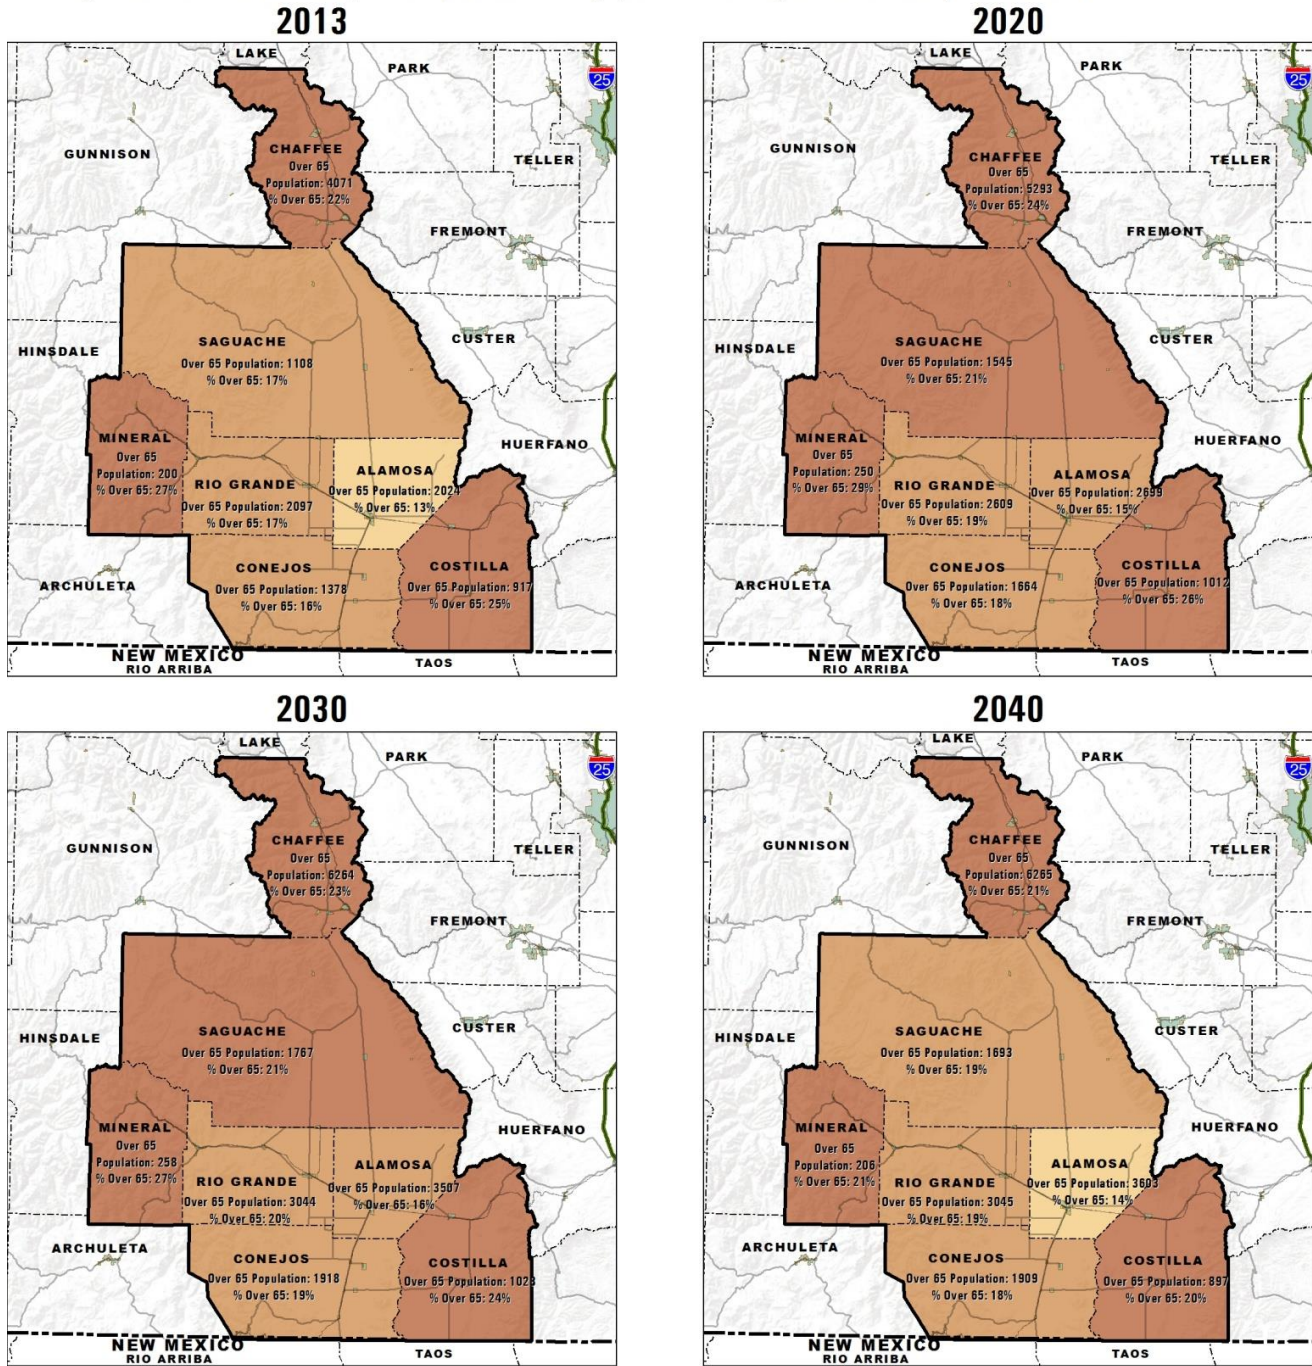 2013
LAKE
PARK
25
GUNNISON
CHAFFEE
Over 65
Population: 4071
% Over 65: 22%
TELLER
FREMONT
SAGUACHE
Over 65 Population: 1108
% Over 65: 17%
CUSTER
HINSDALE
MINERAL
Over 65
Population: 200
% Over 65: 27%
HUERFANO
RIO GRANDE
Over 65 Population: 2097
% Over 65: 17%
ALAMOSA
Over 65 Population: 2024
% Over 65: 13%
ARCHULETA
CONEJOS
Over 65 Population: 1378
% Over 65: 16%
COSTILLA
Over 65 Population: 917
% Over 65: 25%
NEW MEXICO
RIO ARRIBA
TAOS
2020
LAKE
PARK
25
GUNNISON
CHAFFEE
Over 65
Population: 5293
% Over 65: 24%
TELLER
FREMONT
SAGUACHE
Over 65 Population: 1545
% Over 65: 21%
CUSTER
HINSDALE
MINERAL
Over 65
Population: 250
% Over 65: 29%
HUERFANO
RIO GRANDE
Over 65 Population: 2609
% Over 65: 19%
ALAMOSA
Over 65 Population: 2699
% Over 65: 15%
ARCHULETA
CONEJOS
Over 65 Population: 1664
% Over 65: 18%
COSTILLA
Over 65 Population: 1012
% Over 65: 26%
NEW MEXICO
RIO ARRIBA
TAOS
2030
LAKE
PARK
25
GUNNISON
CHAFFEE
Over 65
Population: 6264
% Over 65: 23%
TELLER
FREMONT
SAGUACHE
Over 65 Population: 1767
% Over 65: 21%
CUSTER
HINSDALE
MINERAL
Over 65
Population: 258
% Over 65: 27%
HUERFANO
RIO GRANDE
Over 65 Population: 3044
% Over 65: 20%
ALAMOSA
Over 65 Population: 3507
% Over 65: 16%
ARCHULETA
CONEJOS
Over 65 Population: 1918
% Over 65: 19%
COSTILLA
Over 65 Population: 1023
% Over 65: 24%
NEW MEXICO
RIO ARRIBA
TAOS
2040
LAKE
PARK
25
GUNNISON
CHAFFEE
Over 65
Population: 6265
% Over 65: 21%
TELLER
FREMONT
SAGUACHE
Over 65 Population: 1693
% Over 65: 19%
CUSTER
HINSDALE
MINERAL
Over 65
Population: 206
% Over 65: 21%
HUERFANO
RIO GRANDE
Over 65 Population: 3045
% Over 65: 19%
ALAMOSA
Over 65 Population: 3603
% Over 65: 14%
ARCHULETA
CONEJOS
Over 65 Population: 1909
% Over 65: 18%
COSTILLA
Over 65 Population: 897
% Over 65: 20%
NEW MEXICO
RIO ARRIBA
TAOS